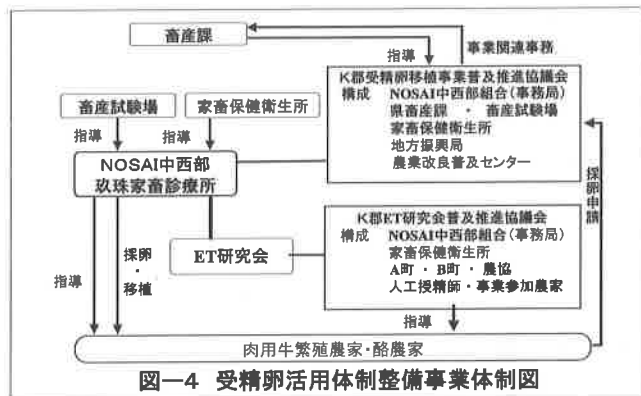 畜産課
事業関連事務
指導
K郡受精卵移植事業普及推進協議会
構成 NOSAI中西部組合(事務局)
県畜産課 ・ 畜産試験場
家畜保健衛生所
地方振興局
農業改良普及センター
畜産試験場
家畜保健衛生所
指導
指導
NOSAI中西部
玖珠家畜診療所
採卵申請
K郡ET研究会普及推進協議会
構成 NOSAI中西部組合(事務局)
家畜保健衛生所
A町 ・ B町 ・ 農協
人工授精師・事業参加農家
ET研究会
指導
採卵・移植
指導
肉用牛繁殖農家・酪農家
図―4 受精卵活用体制整備事業体制図